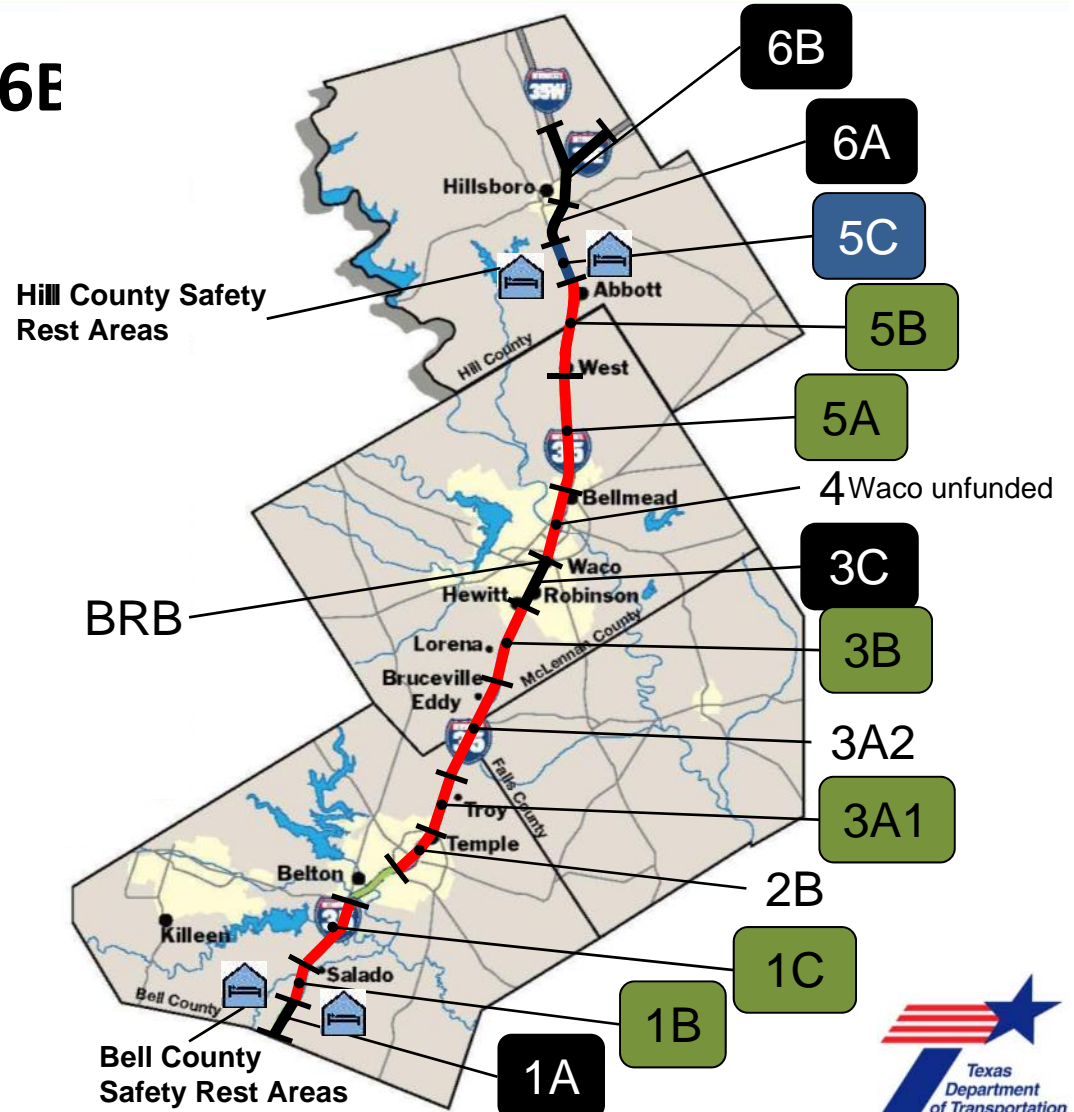 6B
6B
35W
6A
Hillsboro
5C
Hill County Safety
Rest Areas
Abbott
5B
Hill County
West
5A
35
Bellmead
4 Waco unfunded
Waco
3C
Hewitt
Robinson
BRB
3B
Lorena
McLennan County
Bruceville
Eddy
3A2
35
Falls County
Troy
3A1
Temple
Belton
2B
Killeen
1C
Salado
Bell County
1B
Bell County
Safety Rest Areas
1A
Texas
Department
of Transportation